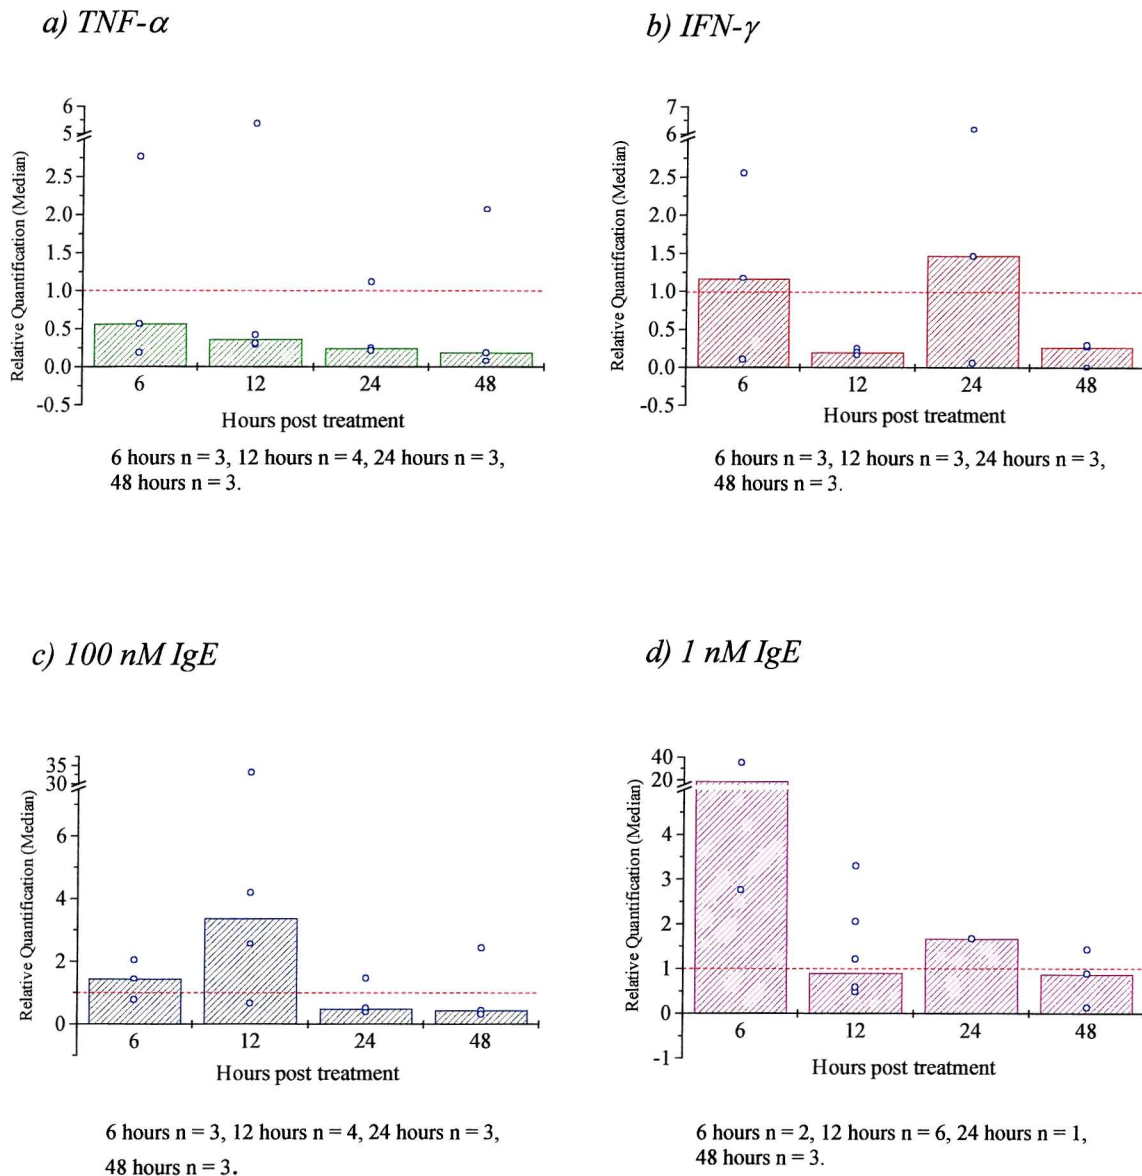 a) TNF-α
b) IFN-γ
Relative Quantification (Median)
6
5
2.5
2.0
1.5
1.0
0.5
0.0
-0.5
6 12 24 48
Hours post treatment
6 hours n = 3, 12 hours n = 4, 24 hours n = 3,
48 hours n = 3.
Relative Quantification (Median)
7
6
2.5
2.0
1.5
1.0
0.5
0.0
-0.5
6 12 24 48
Hours post treatment
6 hours n = 3, 12 hours n = 3, 24 hours n = 3,
48 hours n = 3.
c) 100 nM IgE
d) 1 nM IgE
Relative Quantification (Median)
35
30
6
4
2
0
6 12 24 48
Hours post treatment
6 hours n = 3, 12 hours n = 4, 24 hours n = 3,
48 hours n = 3.
Relative Quantification (Median)
40
20
4
3
2
1
0
-1
6 12 24 48
Hours post treatment
6 hours n = 2, 12 hours n = 6, 24 hours n = 1,
48 hours n = 3.